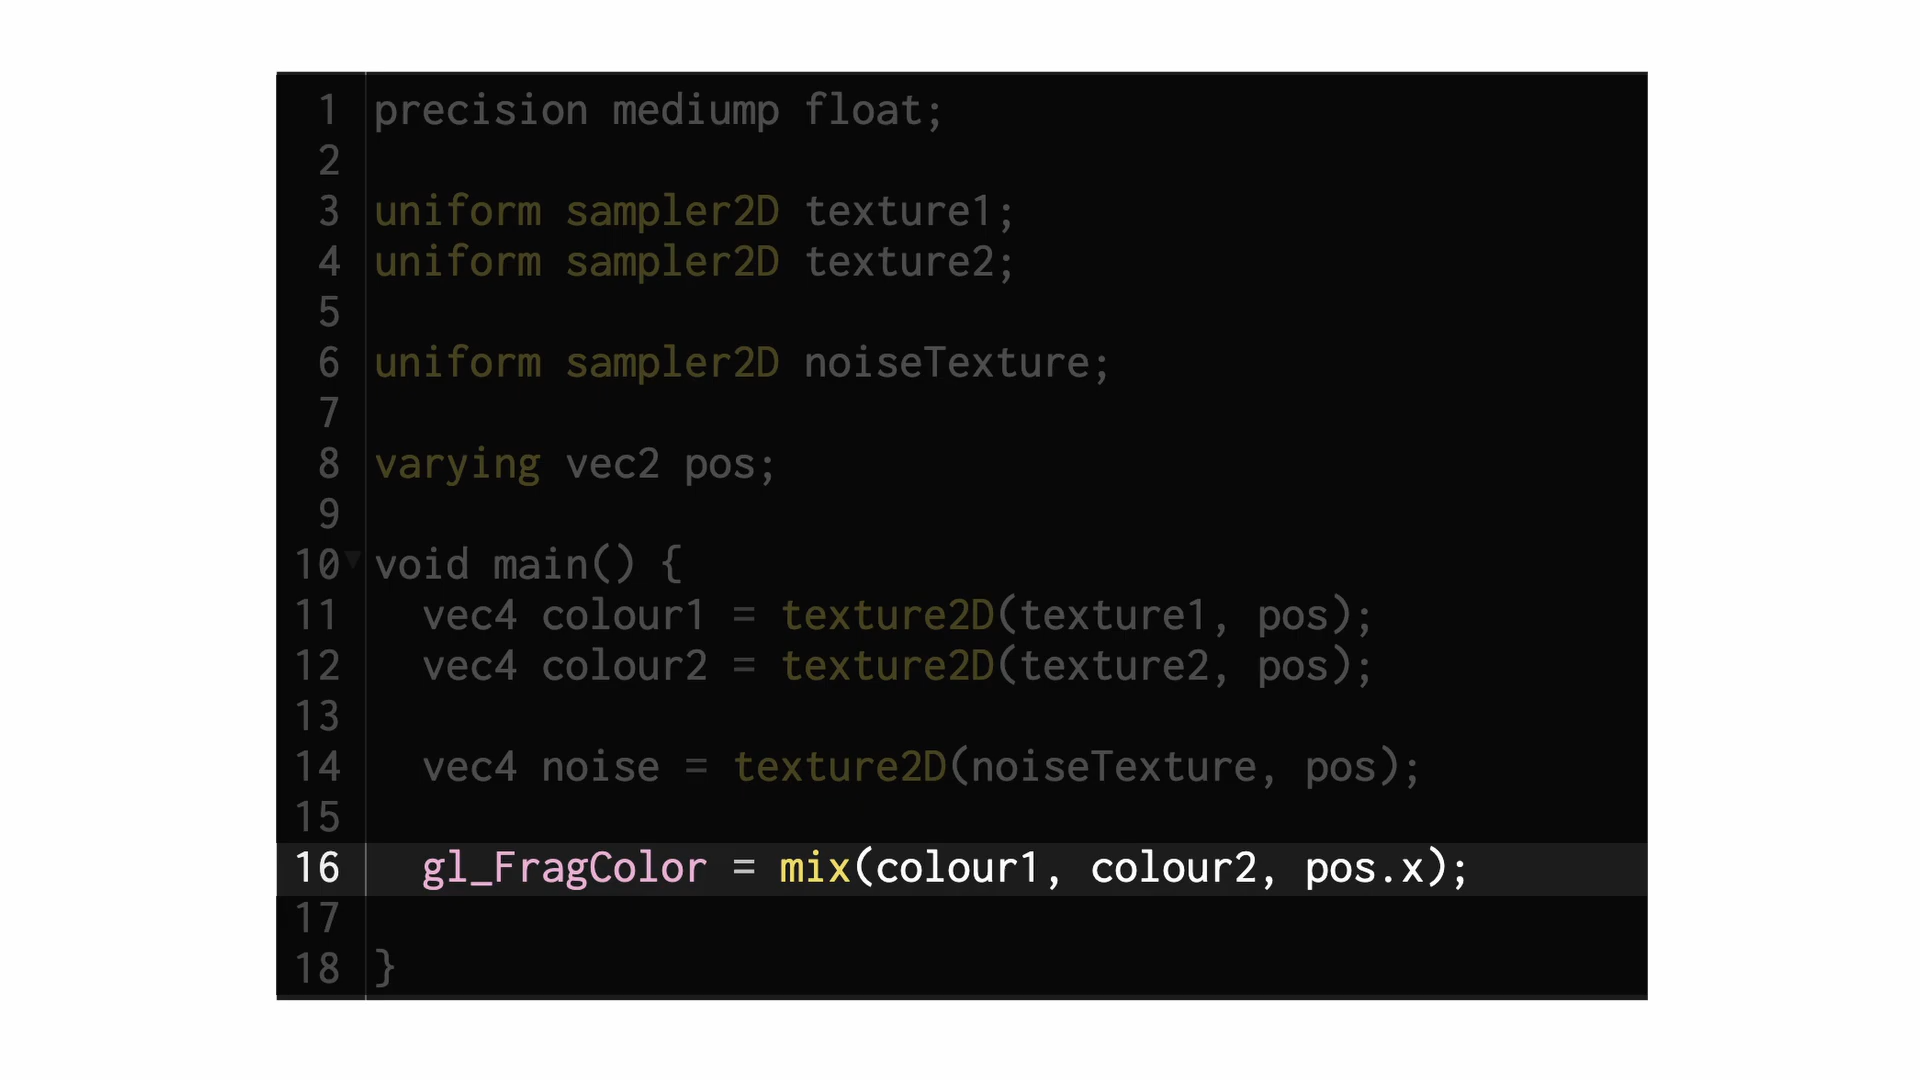 1 precision mediump float;
2
3 uniform sampler2D texture1;
4 uniform sampler2D texture2;
5
6 uniform sampler2D noiseTexture;
7
8 varying vec2 pos;
9
10 void main() {
11 vec4 colour1 = texture2D(texture1, pos);
12 vec4 colour2 = texture2D(texture2, pos);
13
14 vec4 noise = texture2D(noiseTexture, pos);
15
16 gl_FragColor = mix(colour1, colour2, pos.x);
17
18 }